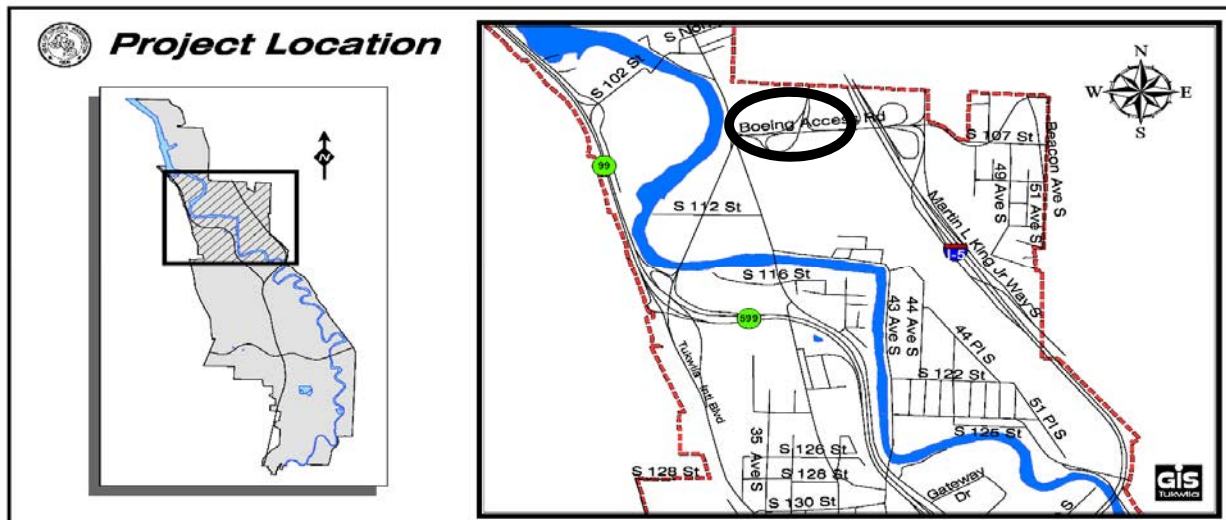 Project Location
N
S Nor
S 102 St
N
W E
S
Boeing Access Rd
S 107 St
Beacon Ave S
99
49 Ave S
51 Ave S
S 112 St
Martin L King Jr Way S
I-5
S 116 St
43 Ave S
44 Ave S
599
44 Pl S
Tukwila Intl Blvd
S 122 St
51 Pl S
35 Ave S
S 125 St
S 126 St
S 128 St
S 128 St
Gateway Dr
S
S 130 St
GIS
Tukwila